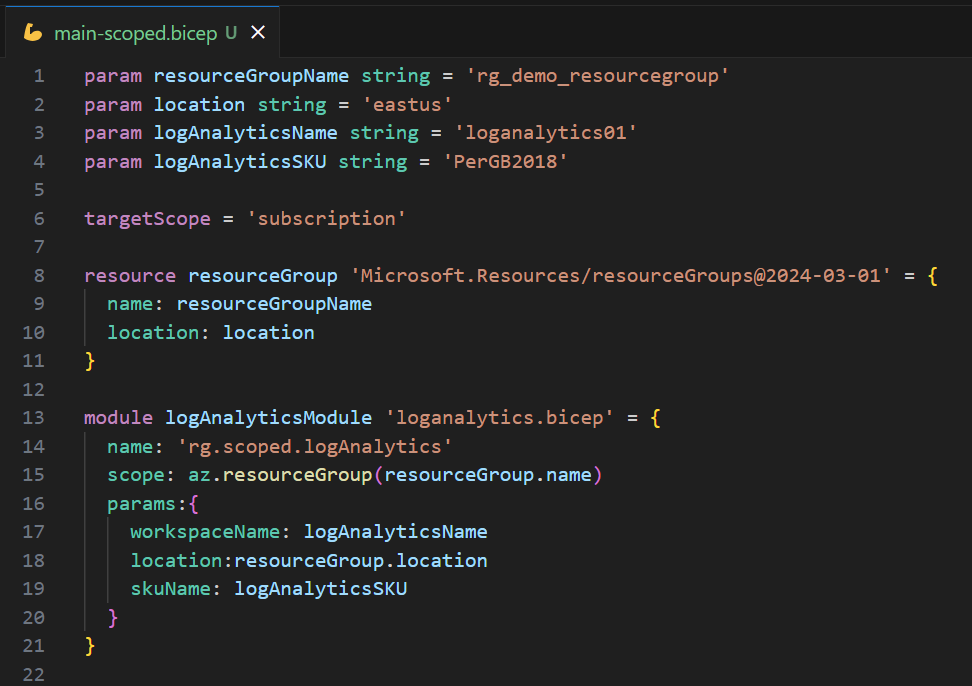 main-scoped.bicep U
1 param resourceGroupName string = 'rg_demo_resourcegroup'
2 param location string = 'eastus'
3 param logAnalyticsName string = 'loganalytics01'
4 param logAnalyticsSKU string = 'PerGB2018'
5
6 targetScope = 'subscription'
7
8 resource resourceGroup 'Microsoft.Resources/resourceGroups@2024-03-01' = {
9   name: resourceGroupName
10   location: location
11 }
12
13 module logAnalyticsModule 'loganalytics.bicep' = {
14   name: 'rg.scoped.logAnalytics'
15   scope: az.resourceGroup(resourceGroup.name)
16   params:{
17     workspaceName: logAnalyticsName
18     location:resourceGroup.location
19     skuName: logAnalyticsSKU
20   }
21 }
22